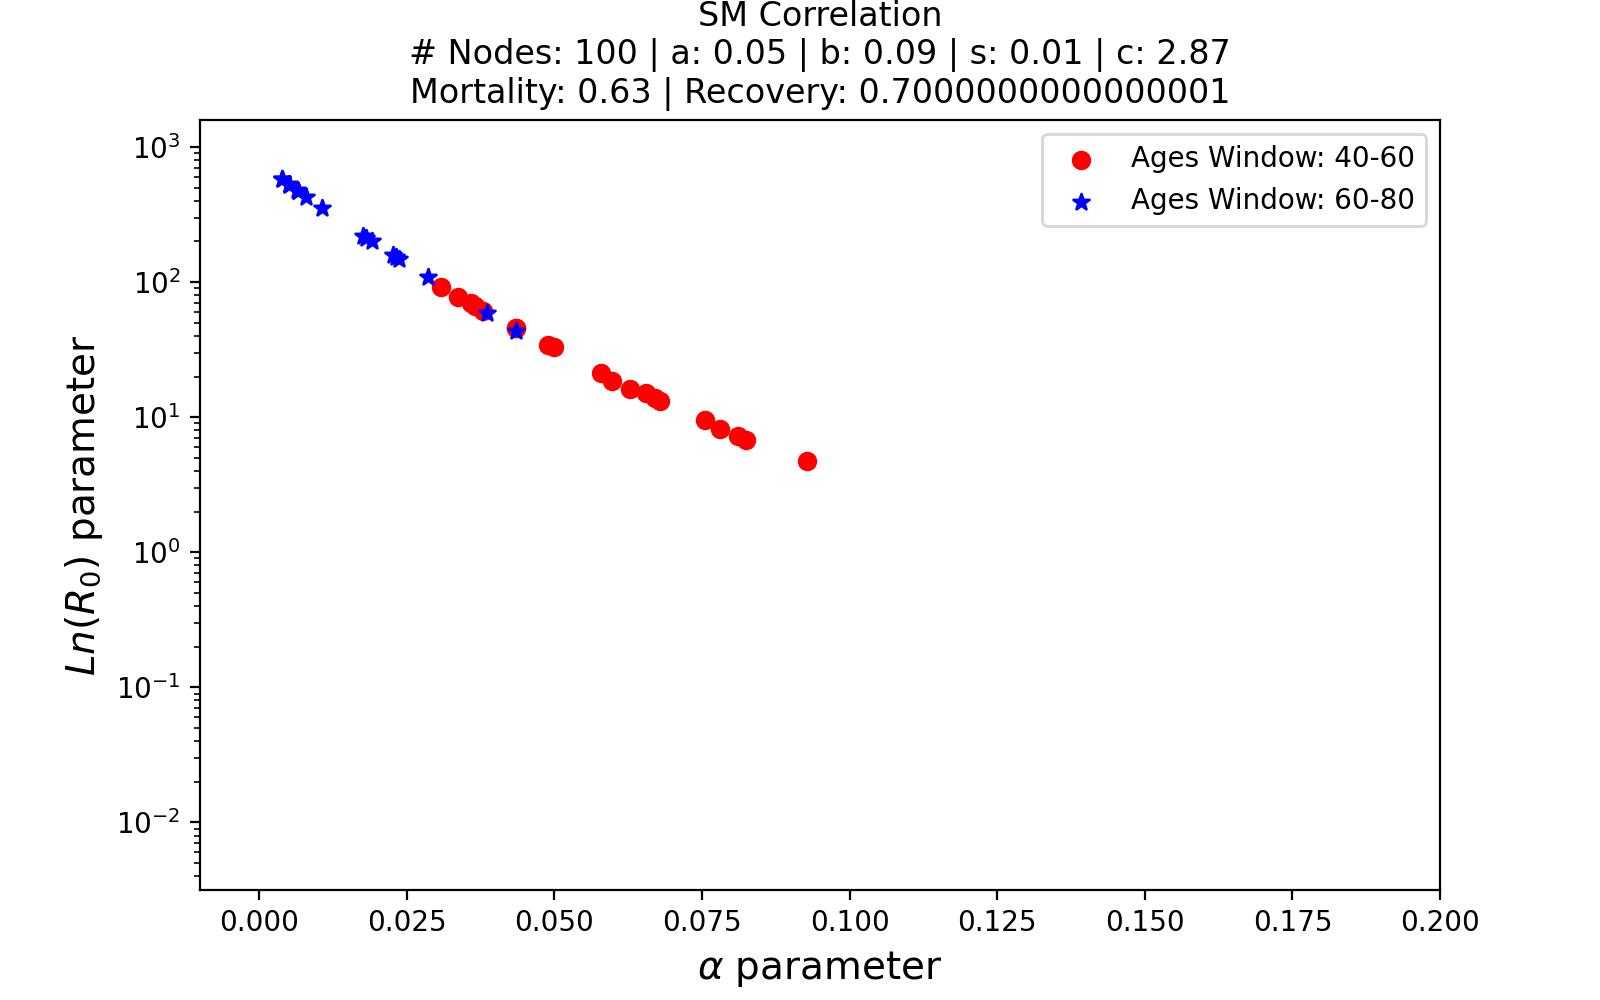 SM Correlation
# Nodes: 100 | a: 0.05 | b: 0.09 | s: 0.01 | c: 2.87
Mortality: 0.63 | Recovery: 0.7000000000000001
Ages Window: 40-60
Ages Window: 60-80
10³
10²
10¹
10⁰
10⁻¹
10⁻²
Ln(R₀) parameter
0.000 0.025 0.050 0.075 0.100 0.125 0.150 0.175 0.200
α parameter